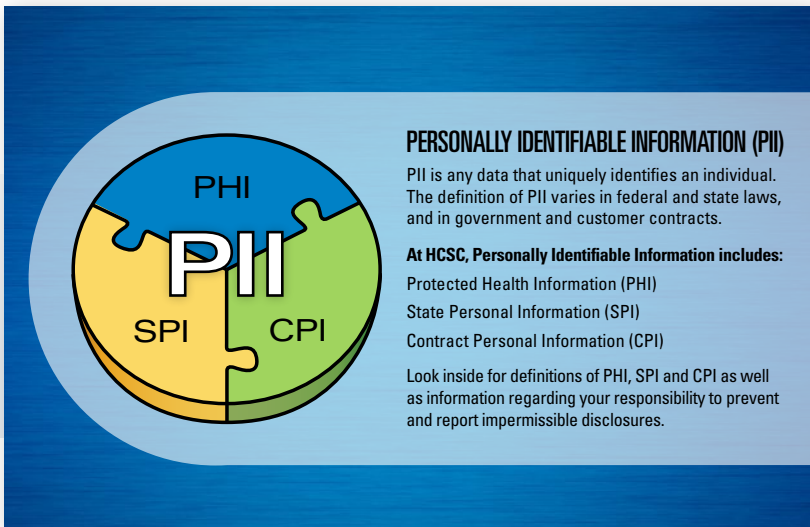 PHI
PII
SPI
CPI
PERSONALLY IDENTIFIABLE INFORMATION (PII)
PII is any data that uniquely identifies an individual.
The definition of PII varies in federal and state laws,
and in government and customer contracts.
At HCSC, Personally Identifiable Information includes:
Protected Health Information (PHI)
State Personal Information (SPI)
Contract Personal Information (CPI)
Look inside for definitions of PHI, SPI and CPI as well
as information regarding your responsibility to prevent
and report impermissible disclosures.